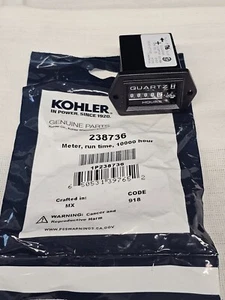 KOHLER
IN POWER. SINCE 1920.
GENUINE PARTS
238736
Meter, run time, 10000 hour
QUARTZ
HOURS
Crafted in:
MX
CODE
918
WARNING: Cancer and
Reproductive Harm
www.P65WARNINGS.CA.GOV